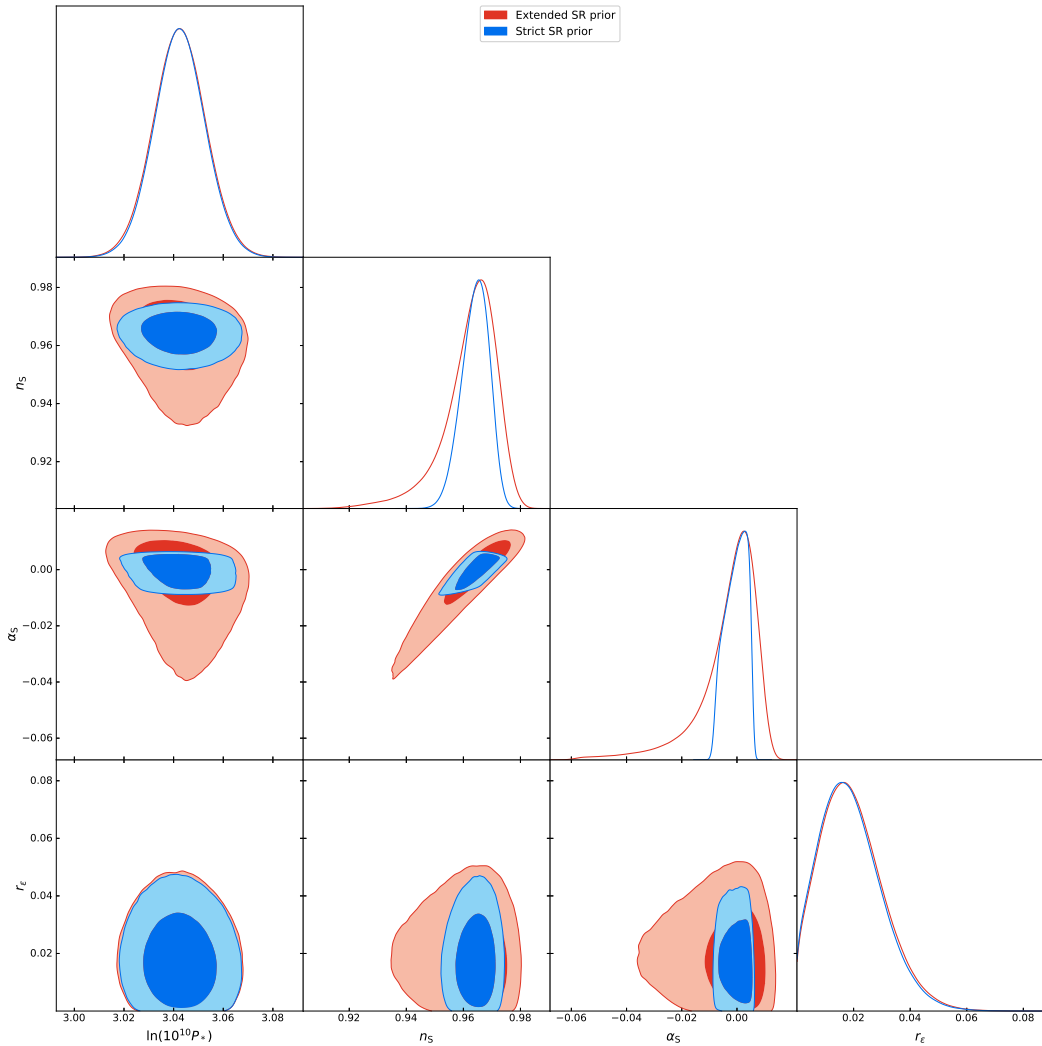 Extended SR prior
Strict SR prior
0.98
0.96
0.94
0.92
n_S
0.00
−0.02
−0.04
−0.06
α_S
0.08
0.06
0.04
0.02
r_ε
3.00 3.02 3.04 3.06 3.08
0.92 0.94 0.96 0.98
−0.06 −0.04 −0.02 0.00
0.02 0.04 0.06 0.08
ln(10^{10}P_*)
n_S
α_S
r_ε